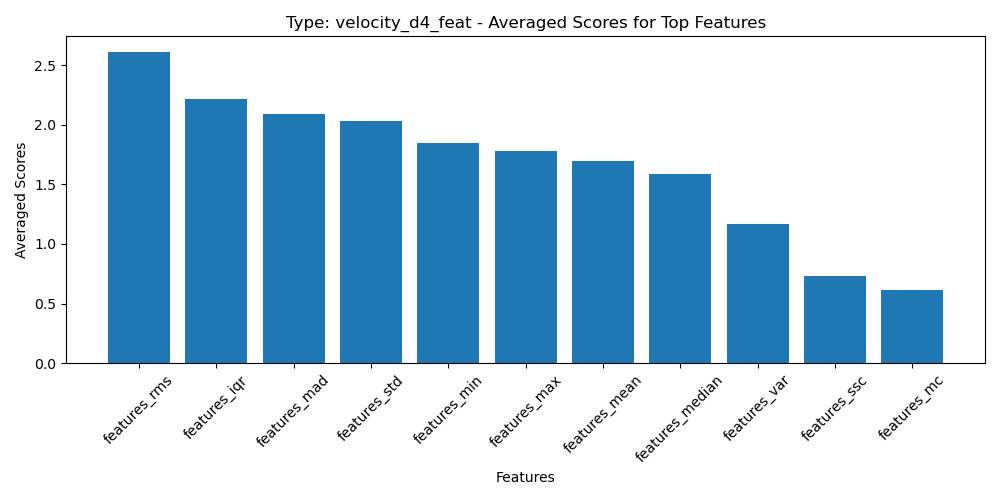 Type: velocity_d4_feat - Averaged Scores for Top Features
Averaged Scores
2.5
2.0
1.5
1.0
0.5
0.0
features_rms
features_iqr
features_mad
features_std
features_min
features_max
features_mean
features_median
features_var
features_ssc
features_mc
Features